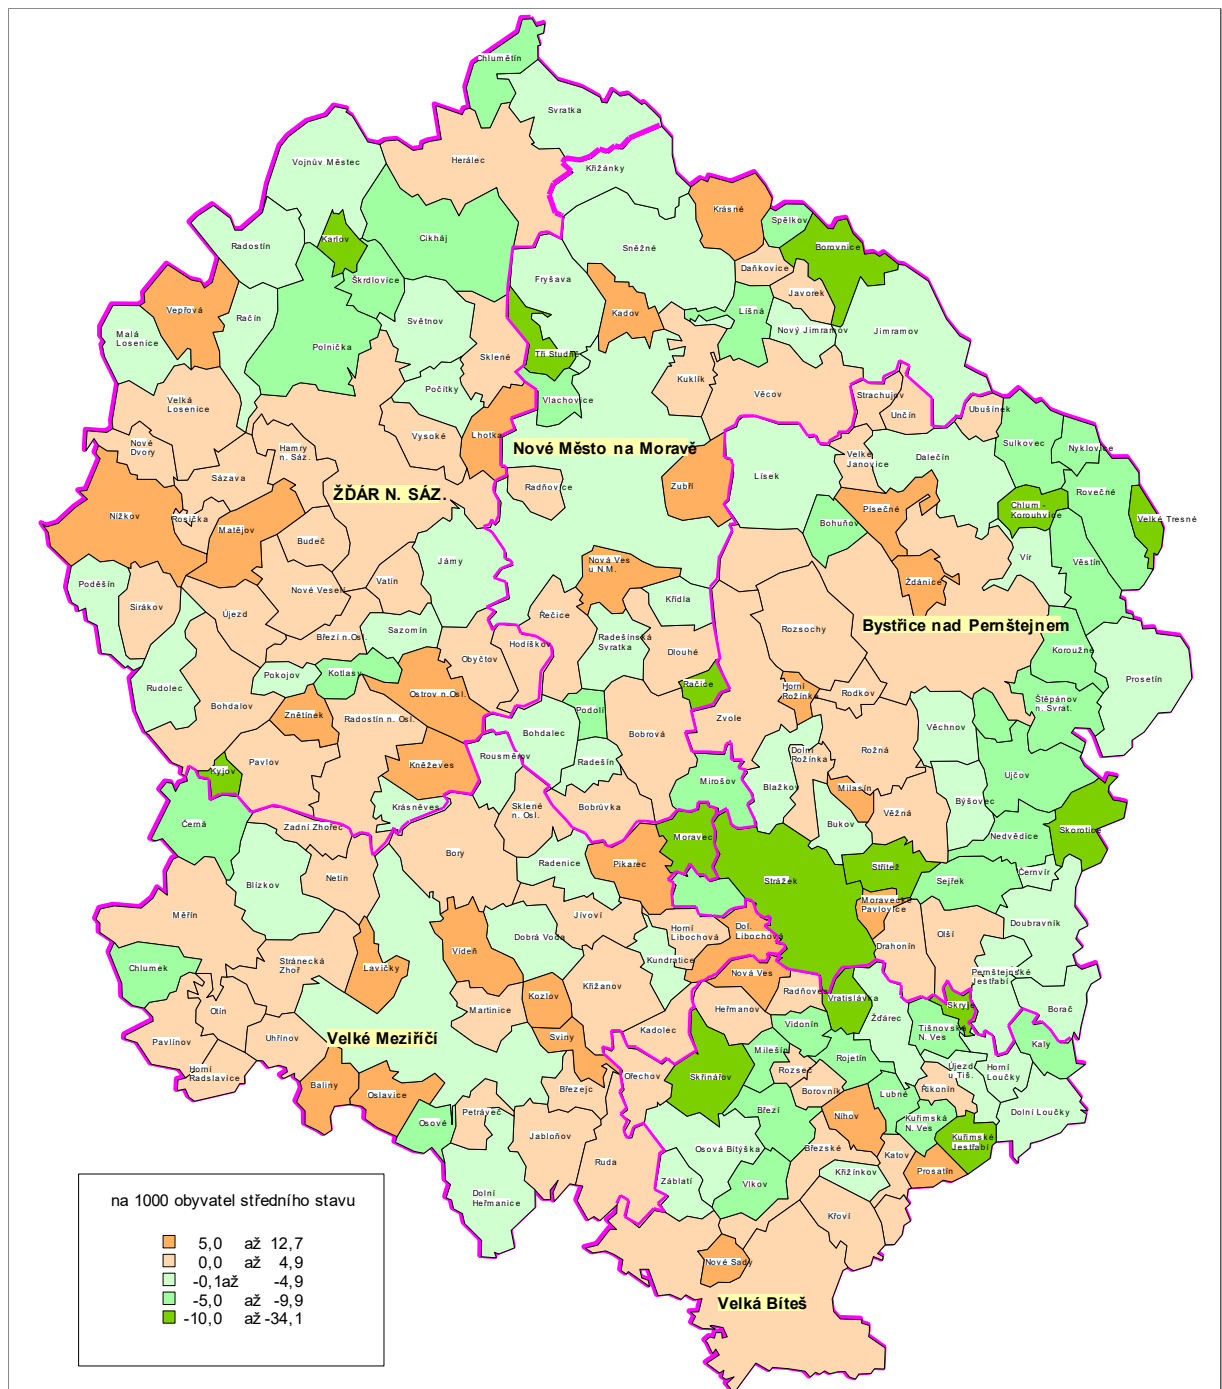 Chlumětín
Svratka
Vojnův Městec
Herálec
Křižánky
Krásné
Spělkov
Karlov
Radostín
Cikháj
Sněžné
Borovnice
Daňkovice
Škrdlovice
Fryšava
Javorek
Vepřová
Račín
Světnov
Kadov
Líšná
Nový Jimramov
Jimramov
Malá
Losenice
Polnička
Sklené
Tři Studně
Kuklík
Počítky
Věcov
Strachujov
Velká
Losenice
Vlachovice
Unčín
Ubušínek
Vysoké
Lhotka
Nové
Dvory
Hamry
n. Sáz.
Nové Město na Moravě
Velké
Janovice
Dalečín
Sulkovec
Nyklovice
Sázava
ŽĎÁR N. SÁZ.
Radňovice
Zubří
Lísek
Rovečné
Nížkov
Rosička
Matějov
Písečné
Chlum -
Korouhvice
Velké Tresné
Bohuňov
Budeč
Jámy
Nová Ves
u N.M.
Vír
Věstín
Poděšín
Vatín
Ždánice
Sirákov
Újezd
Nové Veselí
Křídla
Řečice
Březí n.Osl.
Sazomín
Hodíškov
Radešínská
Svratka
Rozsochy
Bystřice nad Pernštejnem
Dlouhé
Koroužné
Obyčtov
Pokojov
Kotlasy
Prosetín
Rudolec
Ostrov n.Osl.
Račice
Horní
Rožínka
Rodkov
Štěpánov
n. Svrat.
Bohdalov
Znětínek
Radostín n. Osl.
Podolí
Zvole
Věchnov
Bohdalec
Bobrová
Dolní
Rožínka
Rožná
Pavlov
Kněževes
Rousměrov
Radešín
Kyjov
Mirošov
Blažkov
Milasín
Ujčov
Krásněves
Sklené
n. Osl.
Bobrůvka
Býšovec
Věžná
Černá
Zadní Zhořec
Bukov
Moravec
Nedvědice
Skorotice
Bory
Radenice
Pikárec
Netín
Strážek
Střítež
Sejřek
Černvír
Blízkov
Měřín
Jívoví
Moravecké
Pavlovice
Doubravník
Vídeň
Dobrá Voda
Horní
Libochová
Dol.
Libochová
Olší
Drahonín
Stránecká
Zhoř
Lavičky
Chlumek
Kundratice
Nová Ves
Pernštejnské
Jestřabí
Křižanov
Radňoves
Vratislávka
Otín
Martinice
Kozlov
Heřmanov
Skryje
Borač
Žďárec
Vidonín
Tišnovská
N. Ves
Kadolec
Pavlínov
Uhřínov
Velké Meziříčí
Sviny
Kaly
Milešín
Rojetín
Horní
Radslavice
Ořechov
Skřinářov
Rozseč
Újezd
u Tiš.
Horní
Loučky
Baliny
Oslavice
Březejc
Borovník
Lubné
Řikonín
Březí
Níhov
Dolní Loučky
Osové
Petráveč
Kuřimská
N. Ves
Jabloňov
Osová Bítýška
Březské
Kuřimské
Jestřabí
Ruda
Katov
Prosatín
Křižínkov
Záblatí
Vlkov
Dolní
Heřmanice
Křoví
na 1000 obyvatel středního stavu
5,0 až 12,7
0,0 až 4,9
-0,1až -4,9
-5,0 až -9,9
-10,0 až -34,1
Nové Sady
Velká Bíteš